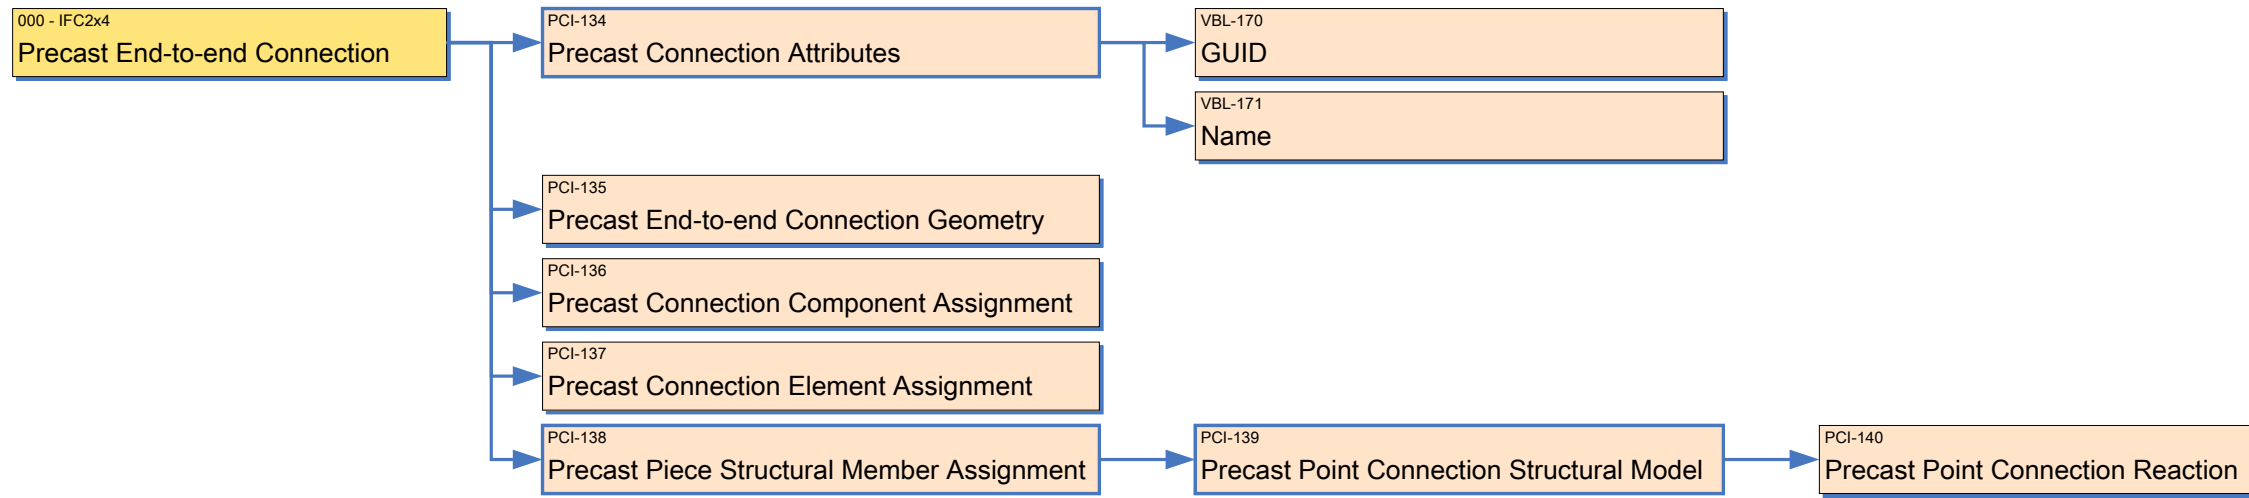 000 - IFC2x4
Precast End-to-end Connection
PCI-134
Precast Connection Attributes
VBL-170
GUID
VBL-171
Name
PCI-135
Precast End-to-end Connection Geometry
PCI-136
Precast Connection Component Assignment
PCI-137
Precast Connection Element Assignment
PCI-138
Precast Piece Structural Member Assignment
PCI-139
Precast Point Connection Structural Model
PCI-140
Precast Point Connection Reaction